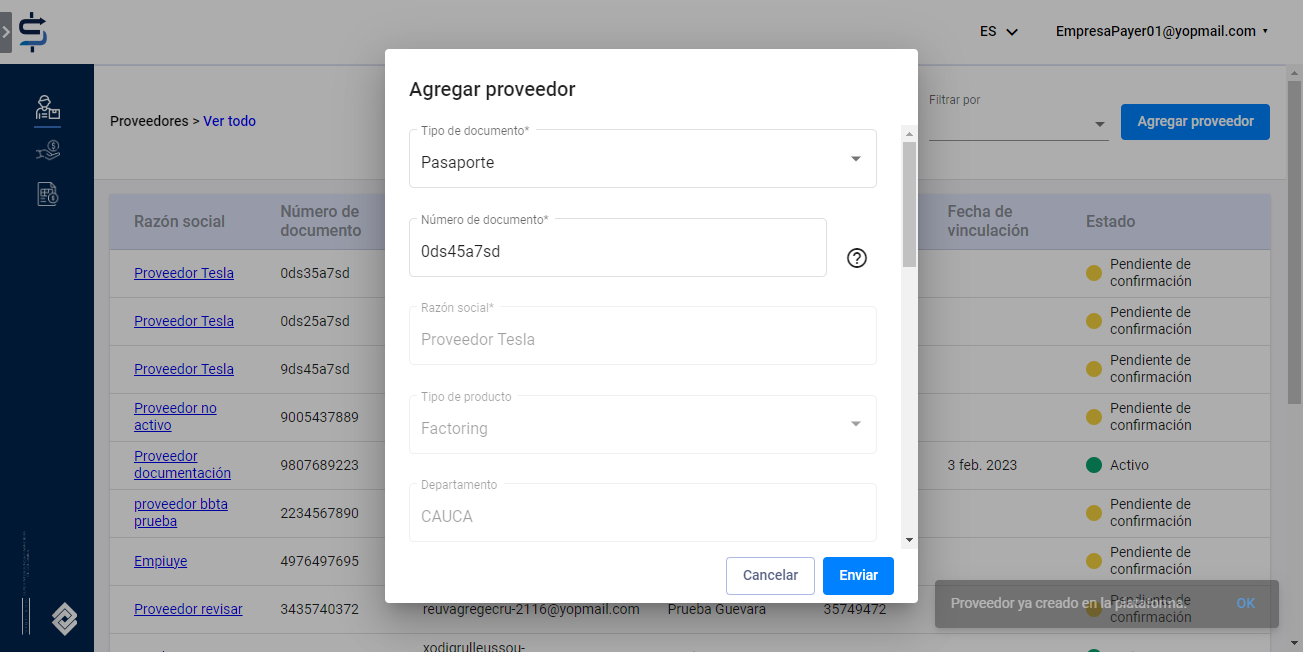 ES
EmpresaPayer01@yopmail.com
Proveedores > Ver todo
Filtrar por
Agregar proveedor
Razón social
Número de
documento
Fecha de
vinculación
Estado
Proveedor Tesla
0ds35a7sd
Pendiente de
confirmación
Proveedor Tesla
0ds25a7sd
Pendiente de
confirmación
Proveedor Tesla
9ds45a7sd
Pendiente de
confirmación
Proveedor no
activo
9005437889
Pendiente de
confirmación
Proveedor
documentación
9807689223
3 feb. 2023
Activo
proveedor bbta
prueba
2234567890
Pendiente de
confirmación
Empiuye
4976497695
Pendiente de
confirmación
Proveedor revisar
3435740372
reuvagregecru-2116@yopmail.com
Prueba Guevara
35749472
Pendiente de
confirmación
xodigrulleussou-
Agregar proveedor
Tipo de documento*
Pasaporte
Número de documento*
0ds45a7sd
Razón social*
Proveedor Tesla
Tipo de producto
Factoring
Departamento
CAUCA
Cancelar
Enviar
Proveedor ya creado en la plataforma.
OK